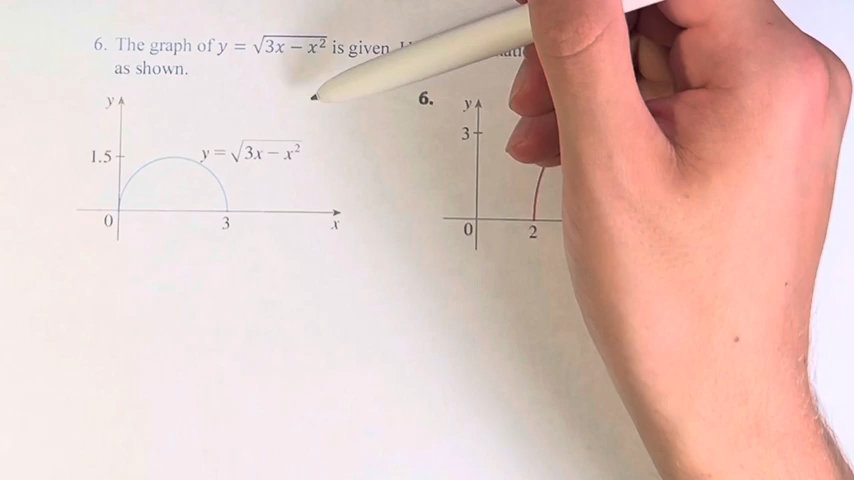 6. The graph of y = √3x − x² is given.
as shown.
y
1.5
y = √3x − x²
0
3
x
6.
y
3
0
2